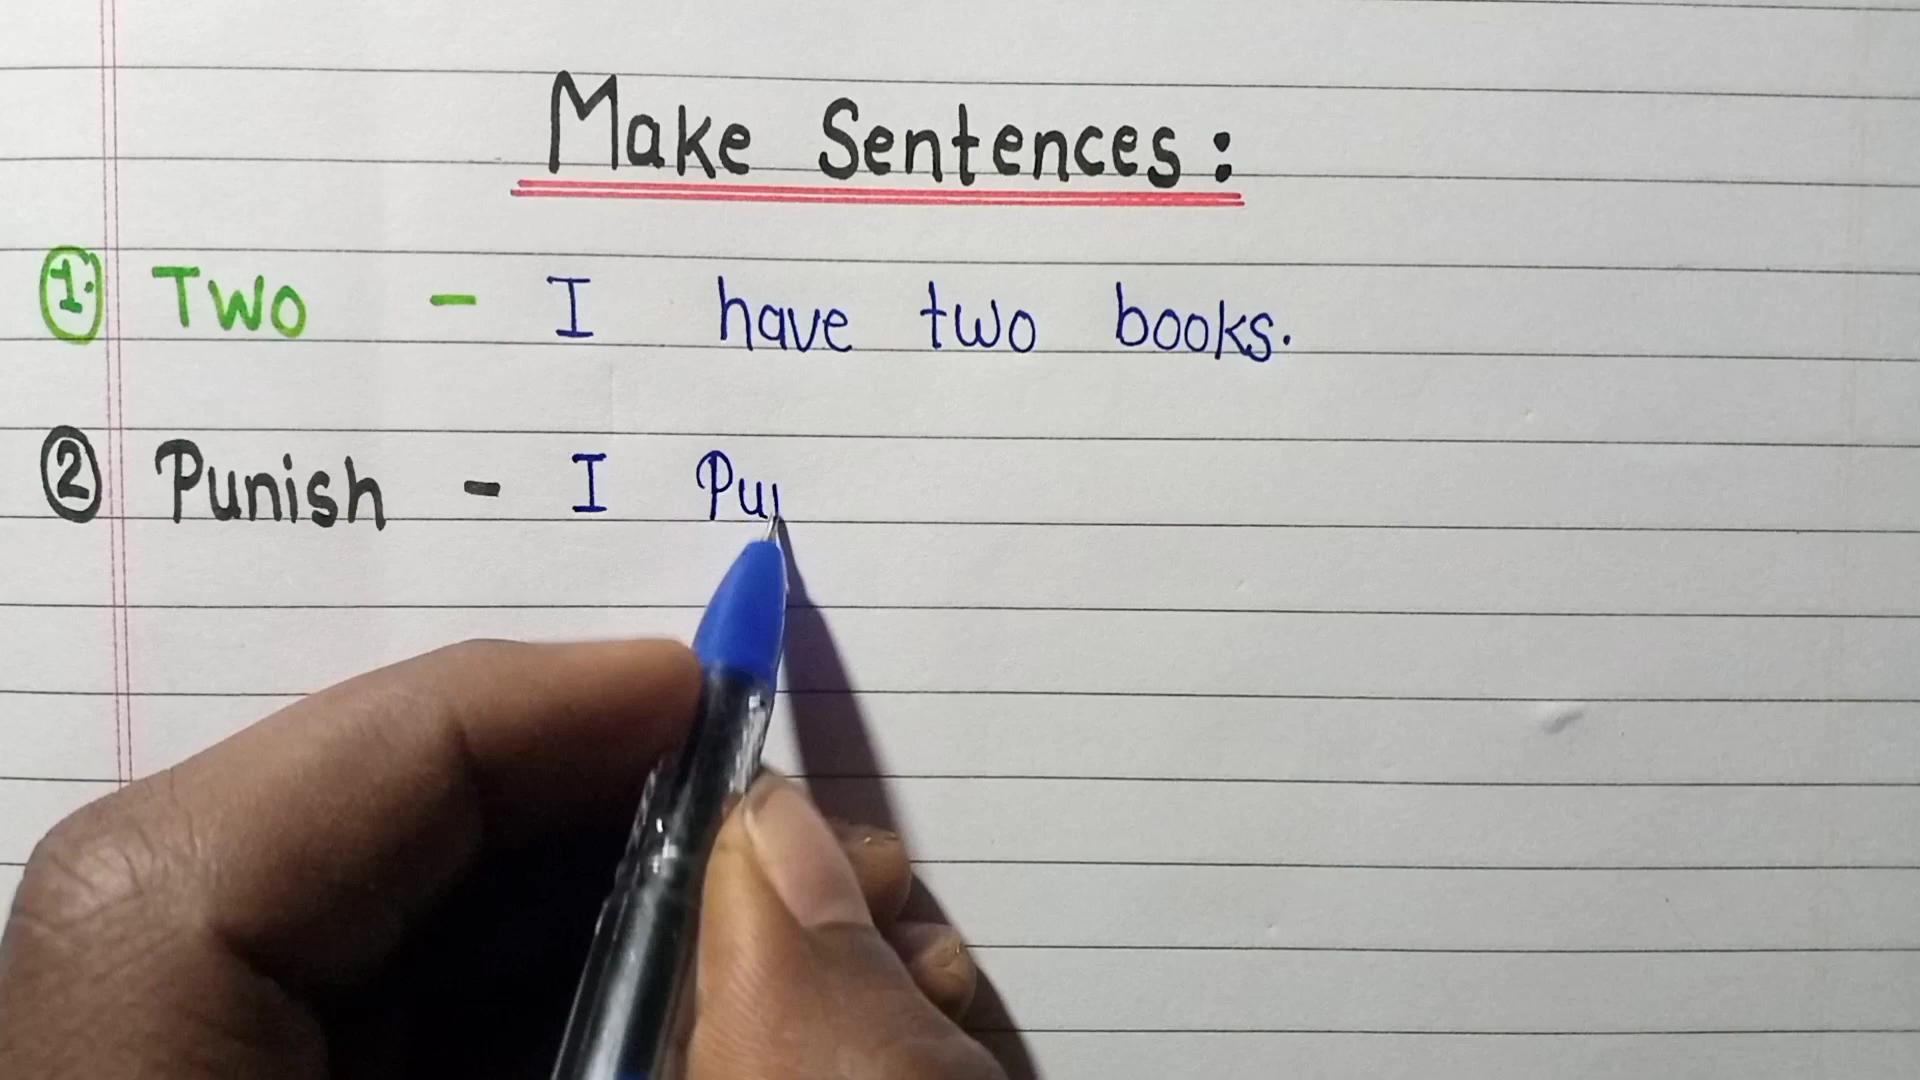 Make Sentences:
1. Two - I have two books.
2 Punish - I Pu